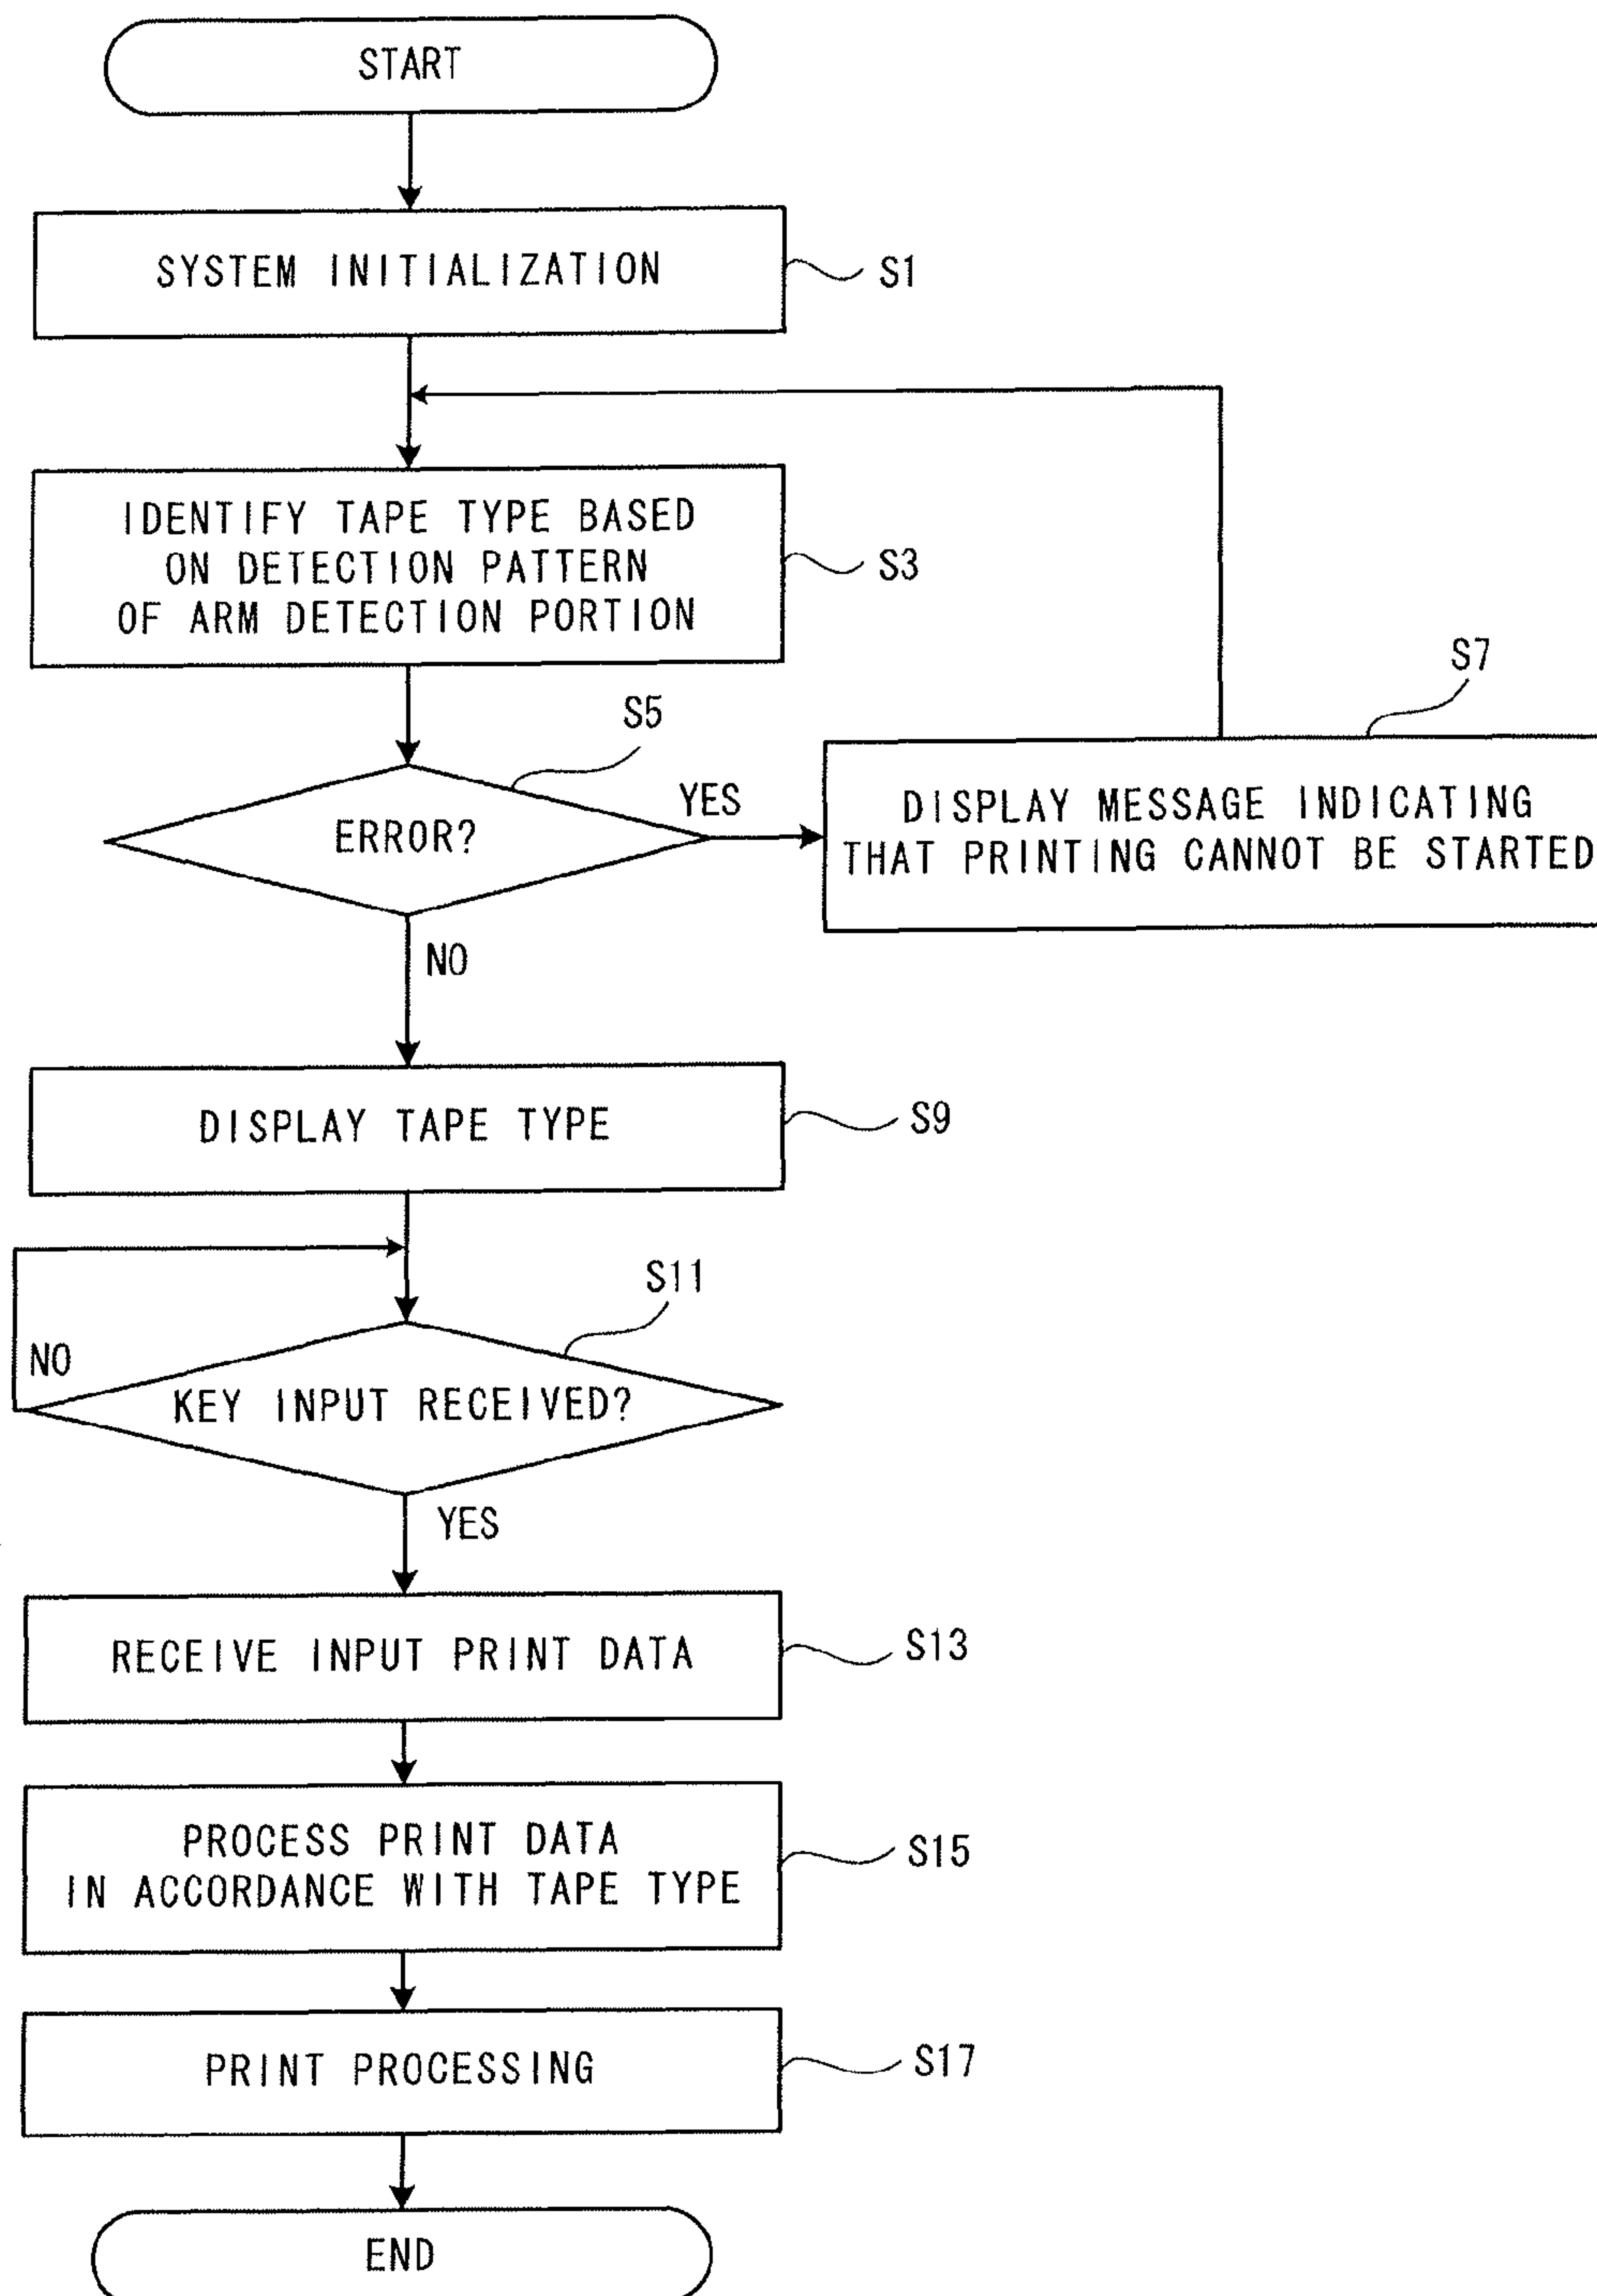 START
SYSTEM INITIALIZATION
S1
IDENTIFY TAPE TYPE BASED
ON DETECTION PATTERN
OF ARM DETECTION PORTION
S3
S5
ERROR?
YES
NO
S7
DISPLAY MESSAGE INDICATING
THAT PRINTING CANNOT BE STARTED
DISPLAY TAPE TYPE
S9
S11
KEY INPUT RECEIVED?
NO
YES
RECEIVE INPUT PRINT DATA
S13
PROCESS PRINT DATA
IN ACCORDANCE WITH TAPE TYPE
S15
PRINT PROCESSING
S17
END